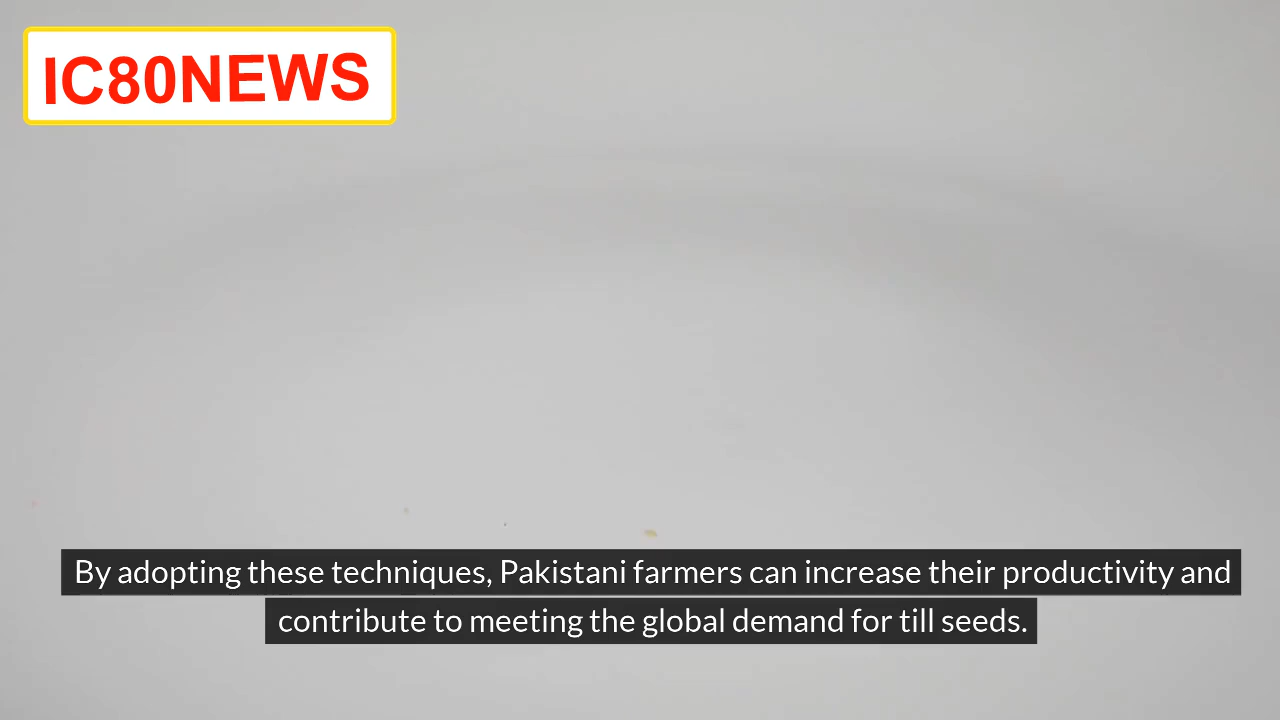 IC80NEWS
By adopting these techniques, Pakistani farmers can increase their productivity and
contribute to meeting the global demand for till seeds.